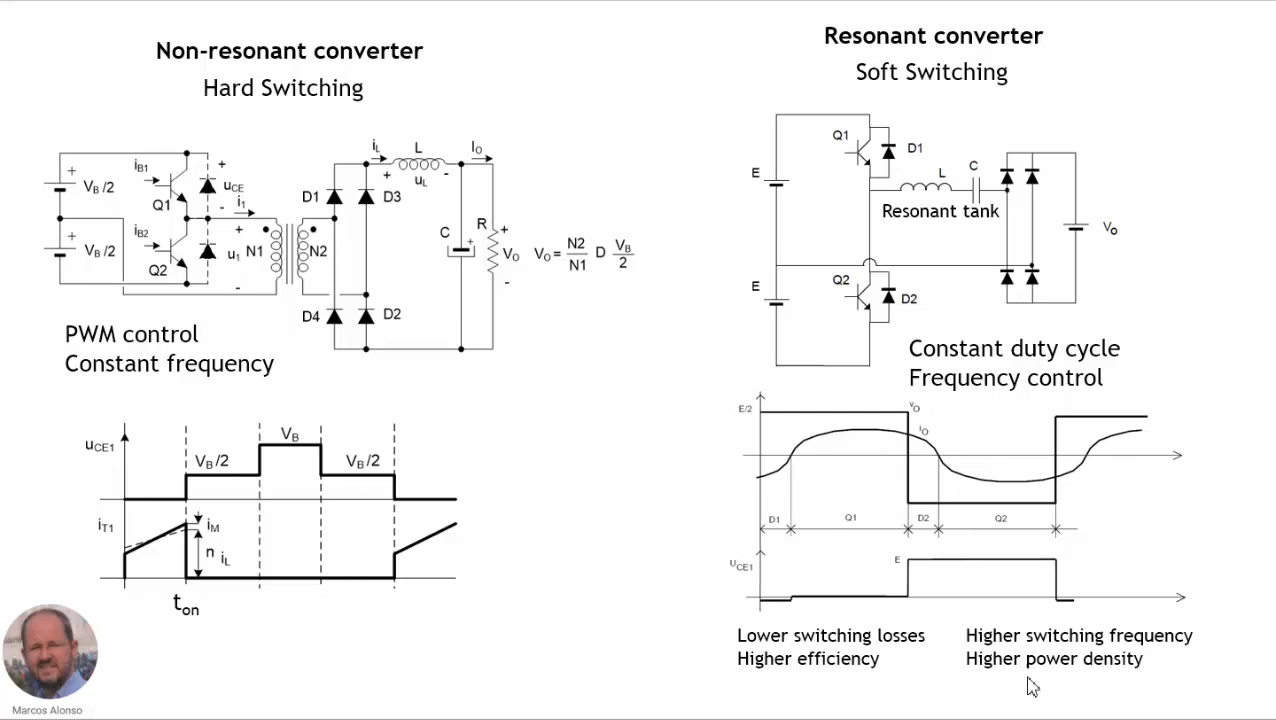 Non-resonant converter
Hard Switching
Resonant converter
Soft Switching
iB1
+
VB /2
Q1
+
uCE
-
i1
iB2
+
VB /2
Q2
+
u1
-
N1
N2
D1
D3
D4
D2
iL
L
+ uL -
IO
C
+
R
+
VO
-
VO = N2/N1 D VB/2
PWM control
Constant frequency
uCE1
VB /2
VB
VB /2
iT1
iM
n iL
ton
Marcos Alonso
E
Q1
D1
L
C
Resonant tank
Vo
E
Q2
D2
Constant duty cycle
Frequency control
E/2
vO
iO
D1
Q1
D2
Q2
UCE1
E
Lower switching losses
Higher efficiency
Higher switching frequency
Higher power density